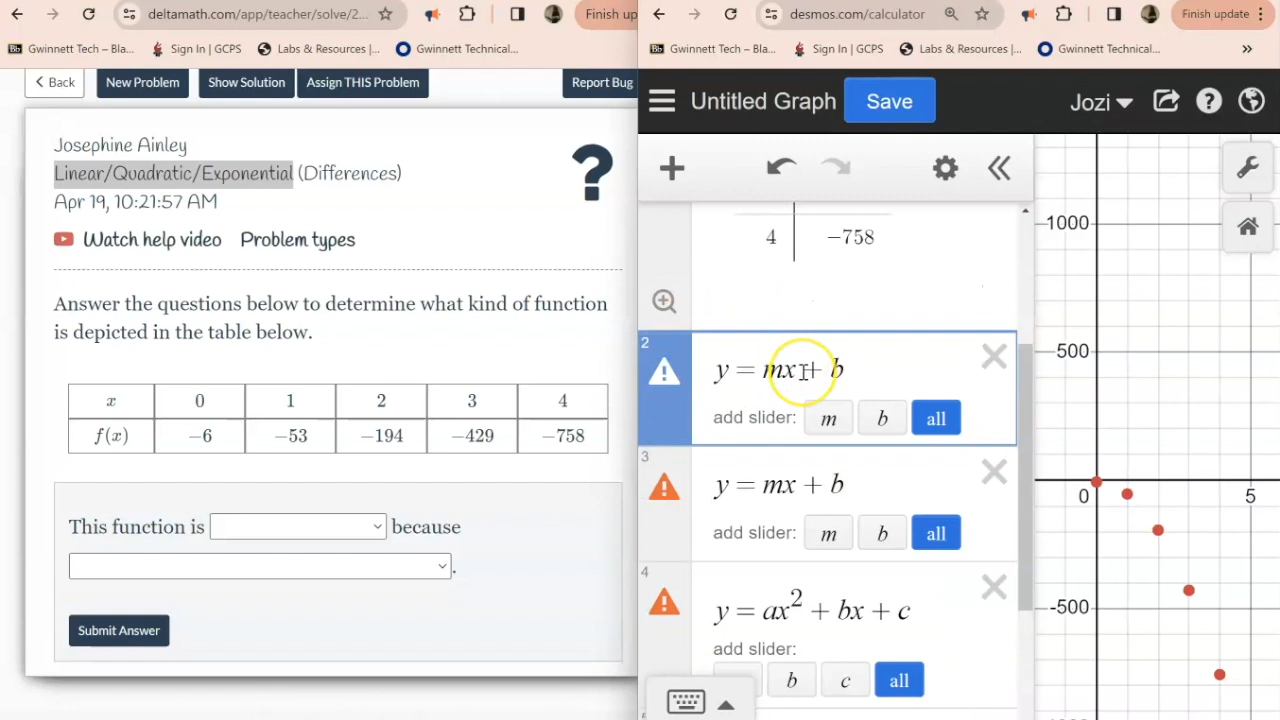 deltamath.com/app/teacher/solve/2...
Finish up
Bb Gwinnett Tech – Bla...
Sign In | GCPS
Labs & Resources |...
Gwinnett Technical...
< Back
New Problem
Show Solution
Assign THIS Problem
Report Bug
Josephine Ainley
Linear/Quadratic/Exponential (Differences)
Apr 19, 10:21:57 AM
Watch help video Problem types
?
Answer the questions below to determine what kind of function
is depicted in the table below.
x 0 1 2 3 4
f(x) −6 −53 −194 −429 −758
This function is because
.
Submit Answer
desmos.com/calculator
Finish update
Bb Gwinnett Tech – Bla...
Sign In | GCPS
Labs & Resources |...
Gwinnett Technical...
»
Untitled Graph
Save
Jozi
4 −758
2
y = mx + b
add slider: m b all
3
y = mx + b
add slider: m b all
4
y = ax² + bx + c
add slider:
b c all
1000
500
0
5
-500